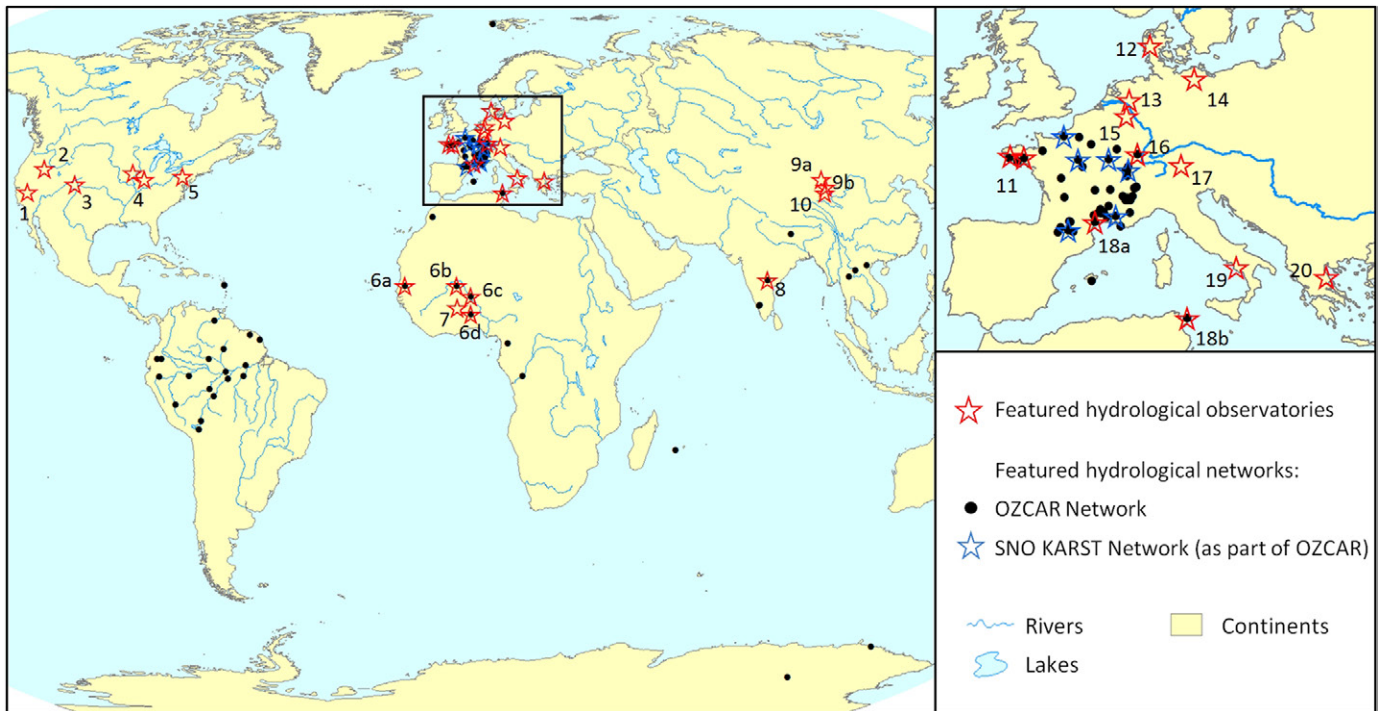 1
2
3
4
5
6a
6b
6c
7
6d
8
9a
9b
10
12
13
14
15
16
11
17
18a
19
20
18b
Featured hydrological observatories
Featured hydrological networks:
OZCAR Network
SNO KARST Network (as part of OZCAR)
Rivers
Continents
Lakes